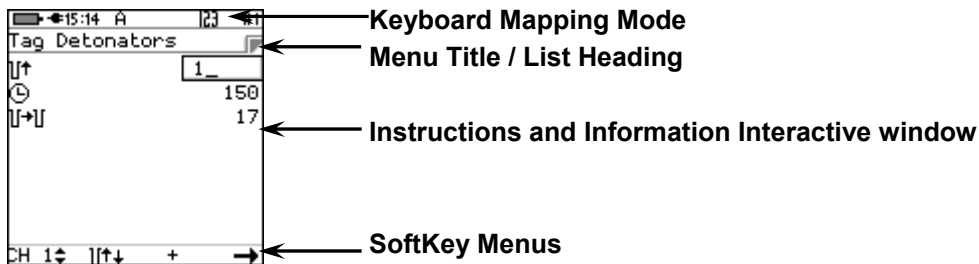 15:14 A 123
Keyboard Mapping Mode
Tag Detonators
Menu Title / List Heading
1_
150
17
Instructions and Information Interactive window
CH 1 +
SoftKey Menus